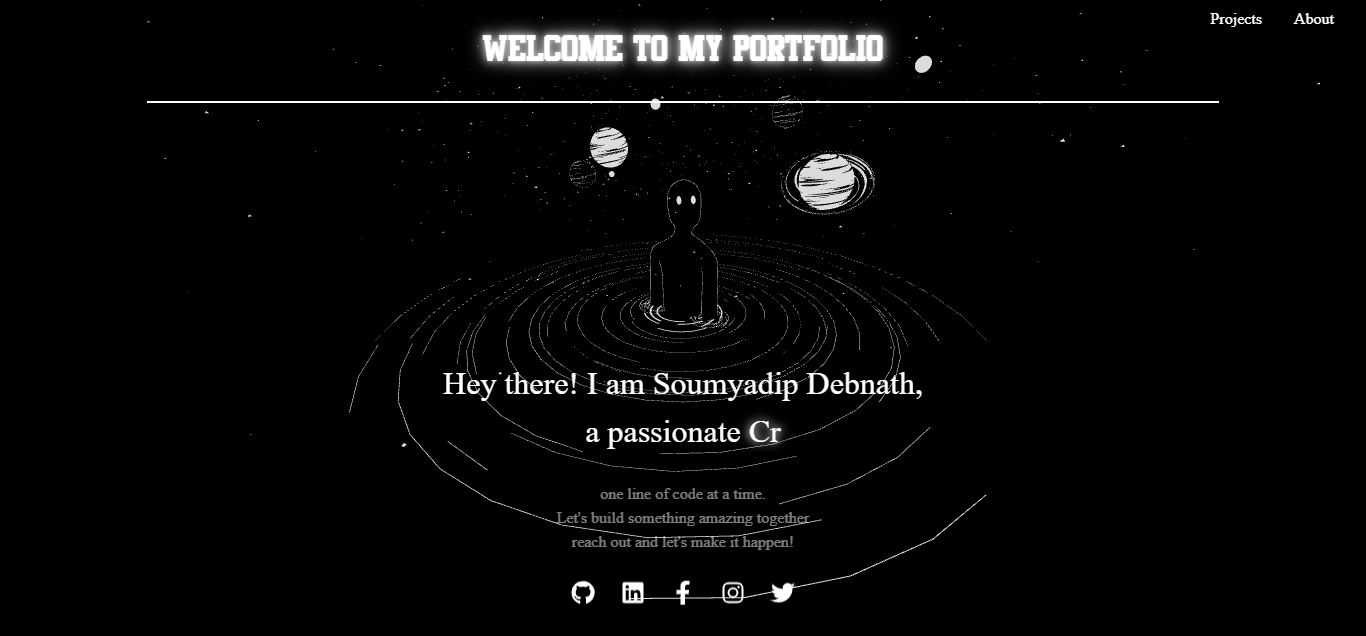 Projects About
WELCOME TO MY PORTFOLIO
Hey there! I am Soumyadip Debnath,
a passionate Cr
one line of code at a time.
Let's build something amazing together
reach out and let's make it happen!